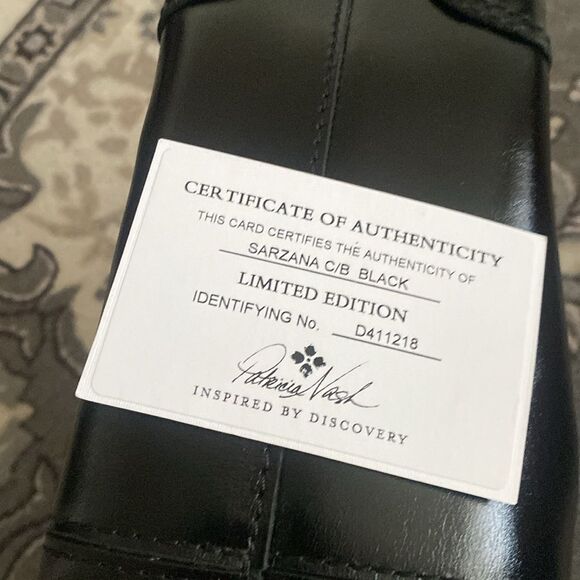 CERTIFICATE OF AUTHENTICITY
THIS CARD CERTIFIES THE AUTHENTICITY OF
SARZANA C/B BLACK
LIMITED EDITION
IDENTIFYING No. D411218
Patricia Nash
INSPIRED BY DISCOVERY